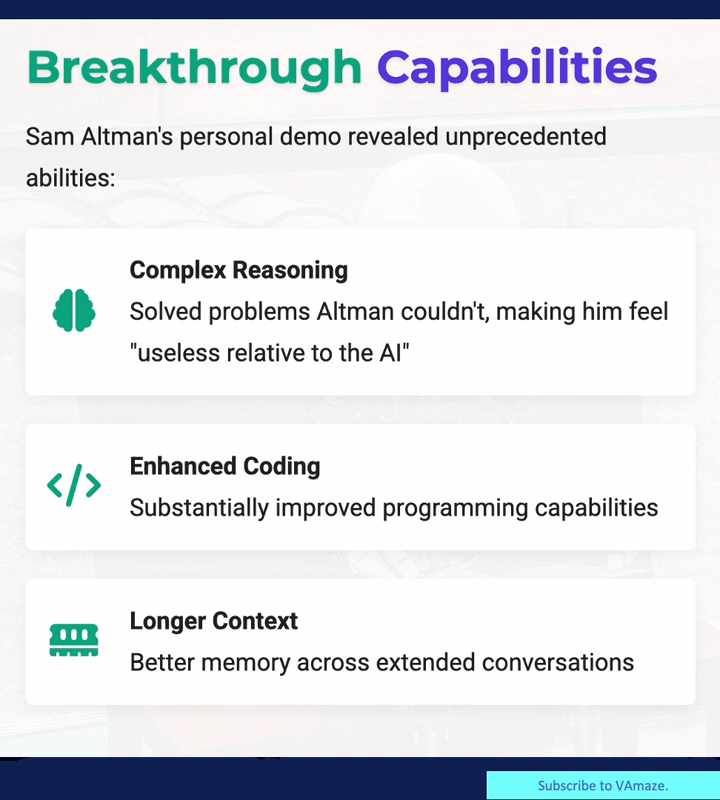 Breakthrough Capabilities
Sam Altman's personal demo revealed unprecedented
abilities:
Complex Reasoning
Solved problems Altman couldn't, making him feel
"useless relative to the AI"
Enhanced Coding
Substantially improved programming capabilities
Longer Context
Better memory across extended conversations
Subscribe to VAmaze.